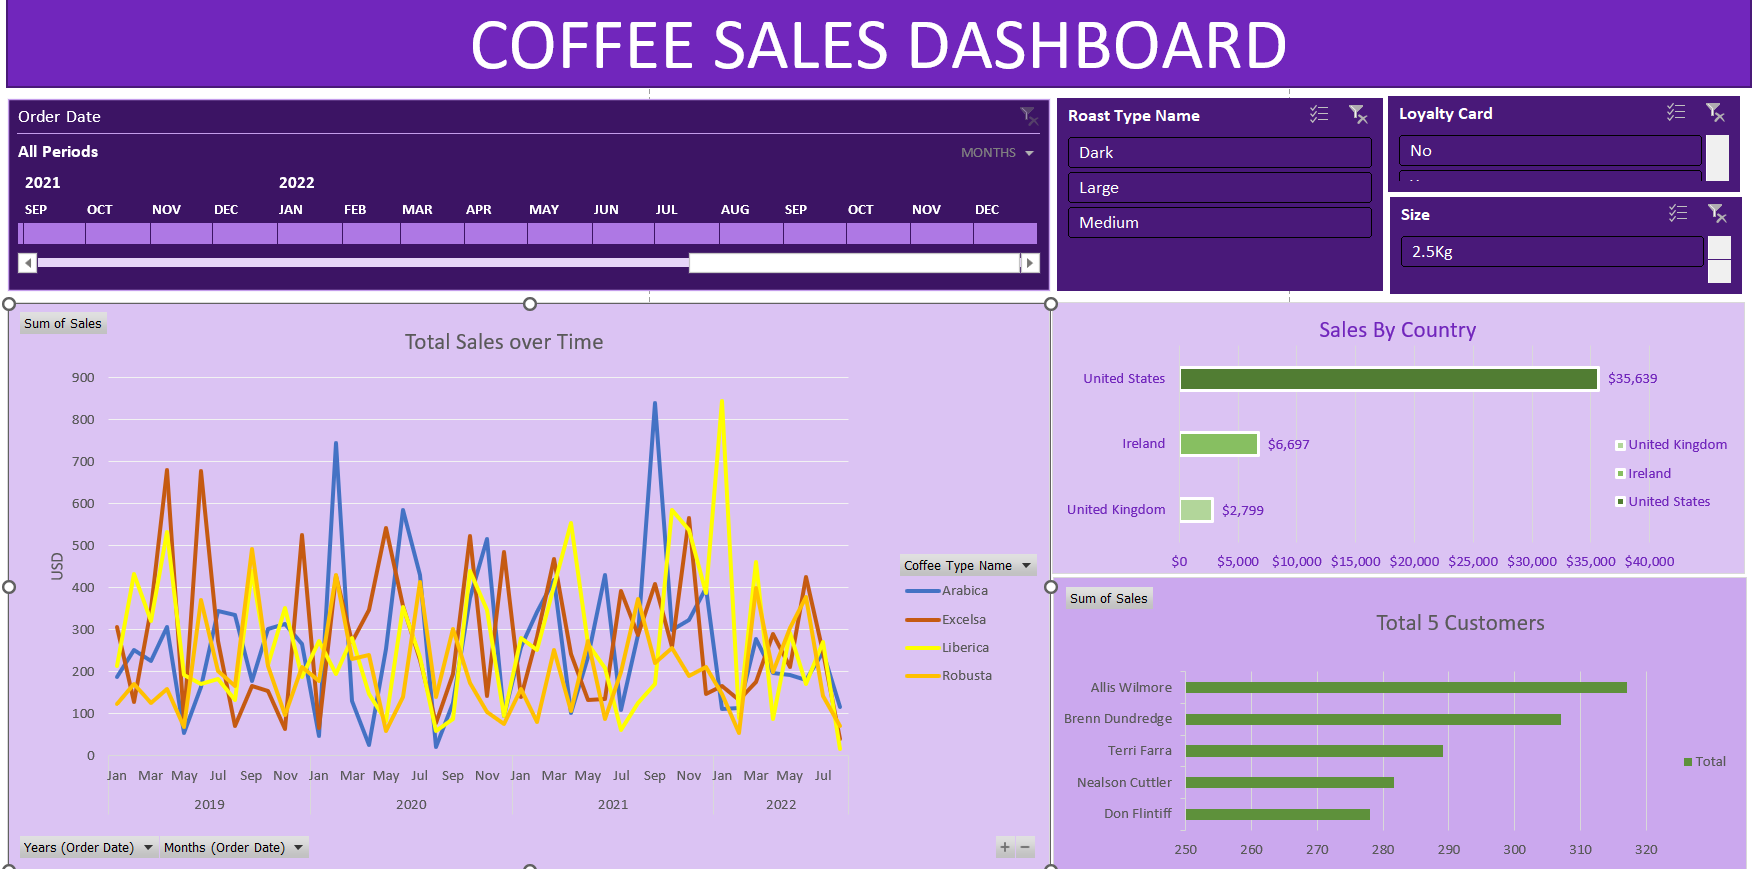 COFFEE SALES DASHBOARD
Order Date
All Periods
MONTHS
2021 2022
SEP OCT NOV DEC JAN FEB MAR APR MAY JUN JUL AUG SEP OCT NOV DEC
Roast Type Name
Dark
Large
Medium
Loyalty Card
No
Size
2.5Kg
Sum of Sales
Total Sales over Time
900
800
700
600
500
400
300
200
100
0
USD
Jan Mar May Jul Sep Nov Jan Mar May Jul Sep Nov Jan Mar May Jul Sep Nov Jan Mar May Jul
2019 2020 2021 2022
Coffee Type Name
Arabica
Excelsa
Liberica
Robusta
Years (Order Date) Months (Order Date)
+ −
Sales By Country
United States $35,639
Ireland $6,697
United Kingdom $2,799
United Kingdom
Ireland
United States
$0 $5,000 $10,000 $15,000 $20,000 $25,000 $30,000 $35,000 $40,000
Sum of Sales
Total 5 Customers
Allis Wilmore
Brenn Dundredge
Terri Farra
Nealson Cuttler
Don Flintiff
Total
250 260 270 280 290 300 310 320